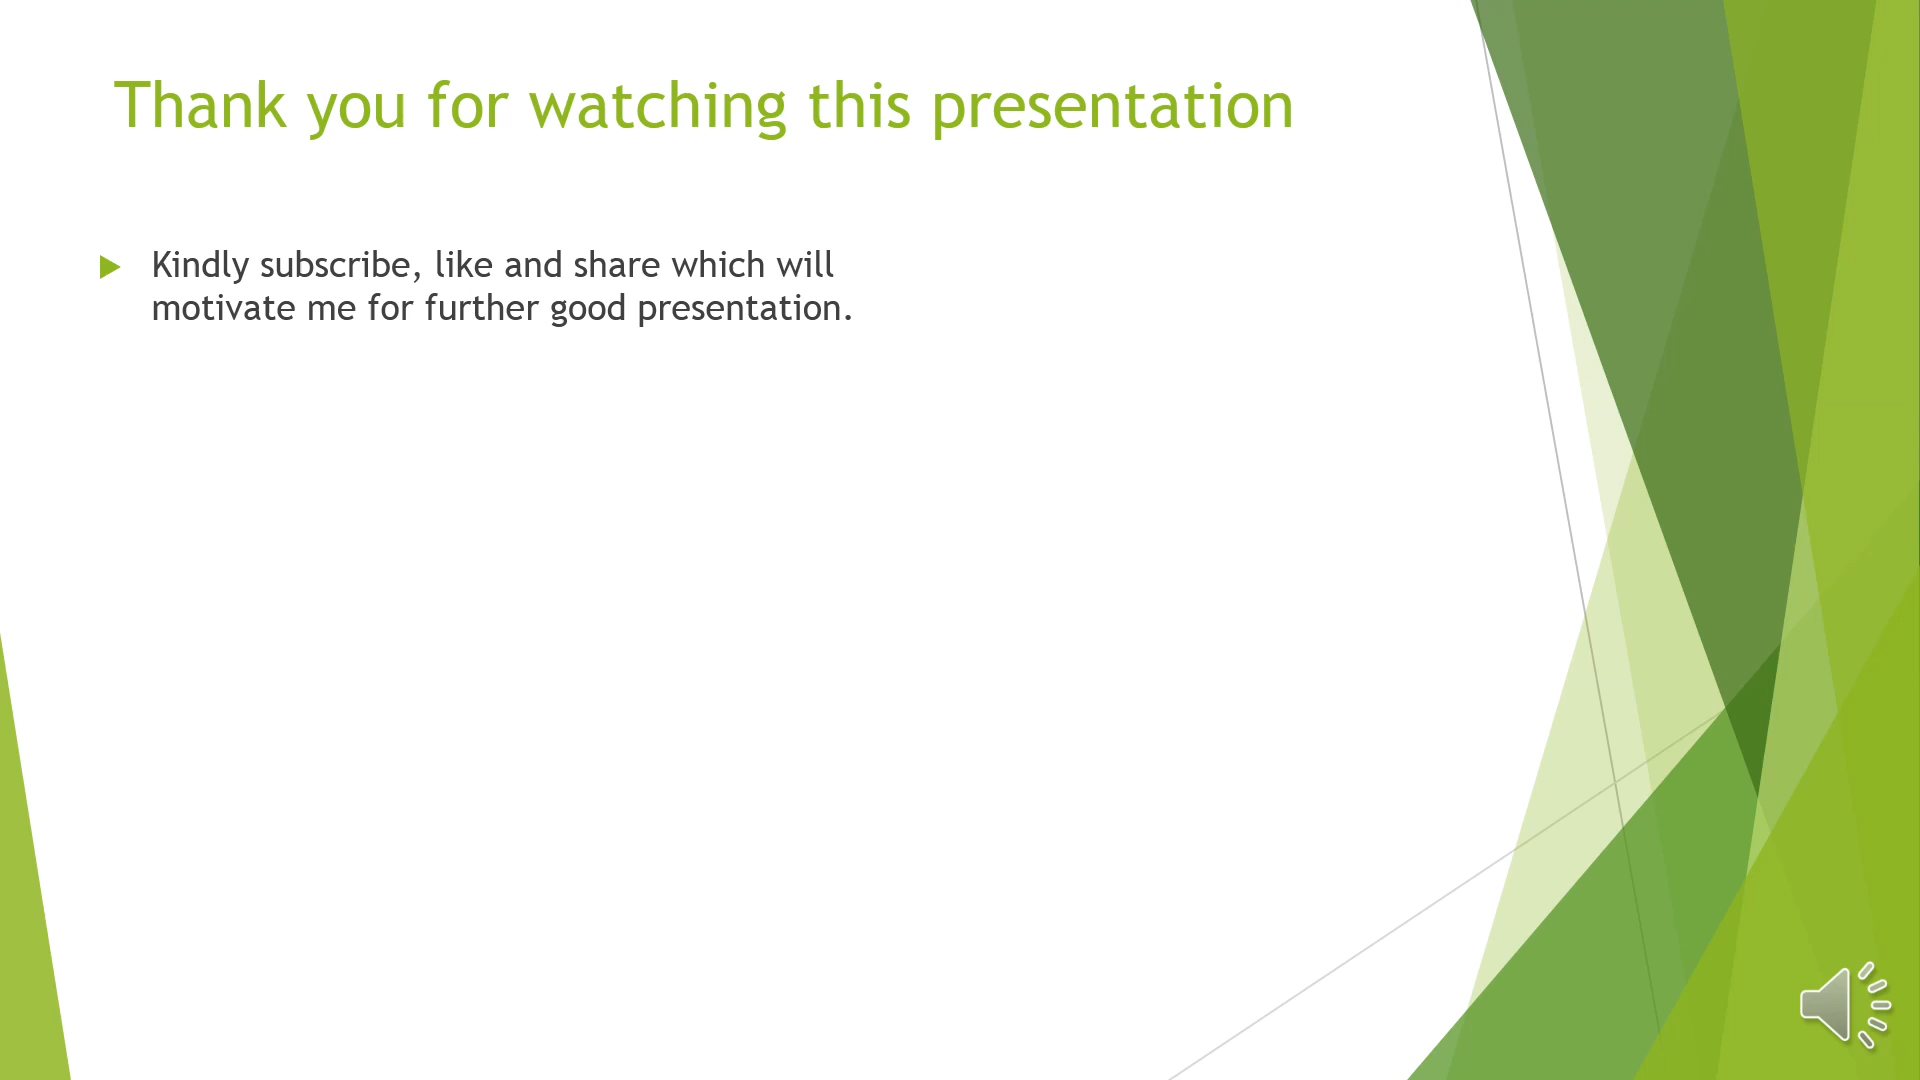 Thank you for watching this presentation
Kindly subscribe, like and share which will
motivate me for further good presentation.